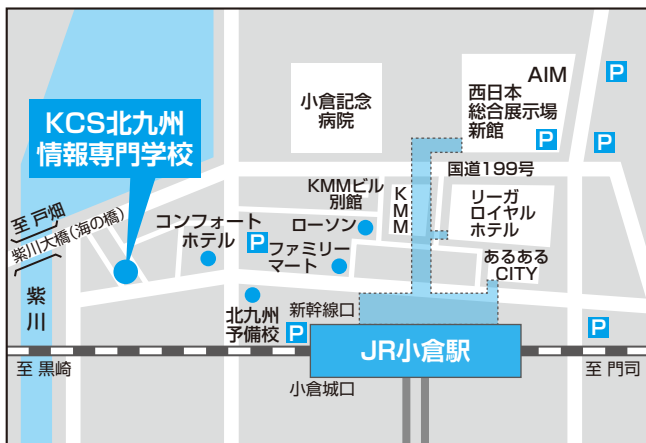 AIM
西日本
総合展示場
新館
P
P
P
小倉記念
病院
KCS北九州
情報専門学校
国道199号
KMMビル
別館
KMM
リーガ
ロイヤル
ホテル
至 戸畑
紫川大橋(海の橋)
コンフォート
ホテル
P
ローソン
ファミリー
マート
あるある
CITY
紫川
北九州
予備校
新幹線口
P
P
JR小倉駅
至 黒崎
至 門司
小倉城口